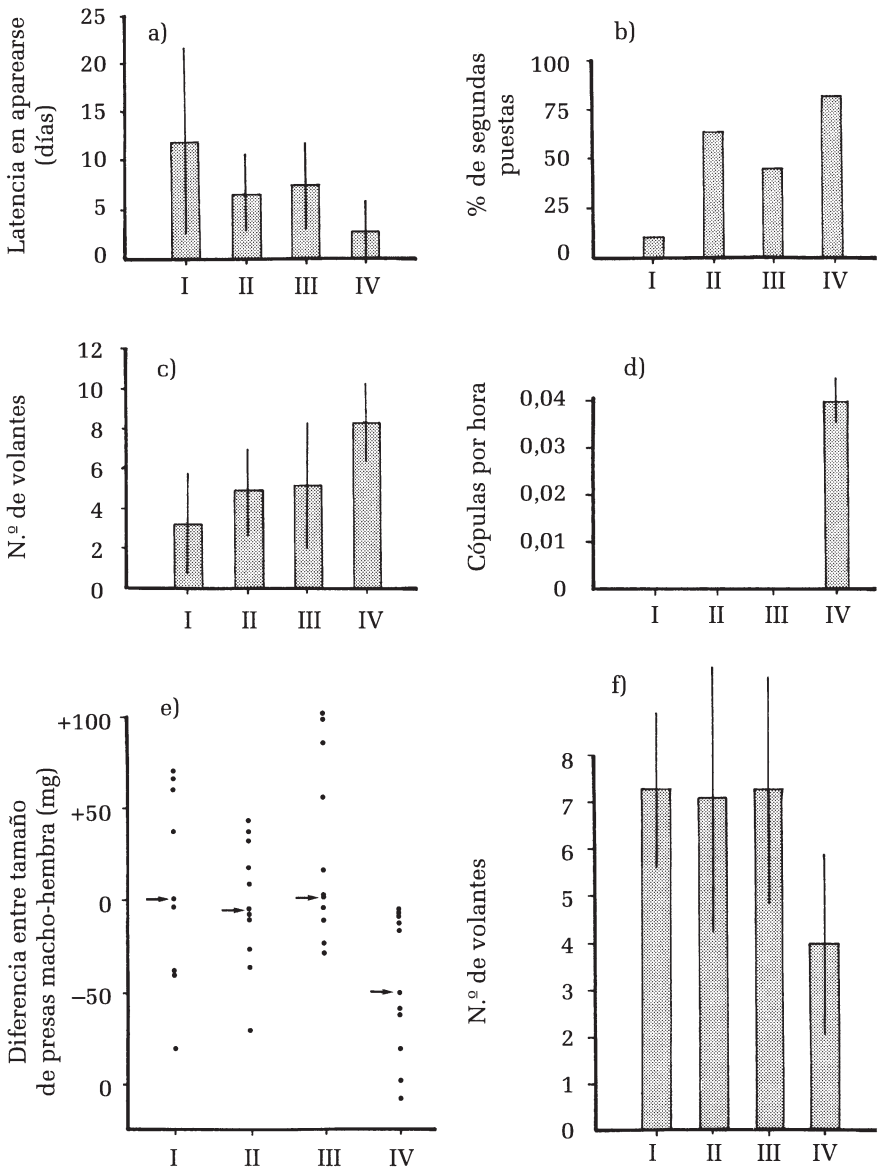 a)
Latencia en aparearse
(días)
25
20
15
10
5
0
I II III IV
b)
% de segundas
puestas
100
75
50
25
0
I II III IV
c)
N.º de volantes
12
10
8
6
4
2
0
I II III IV
d)
Cópulas por hora
0,04
0,03
0,02
0,01
0
I II III IV
e)
Diferencia entre tamaño
de presas macho-hembra (mg)
+100
+50
0
−50
0
I II III IV
f)
N.º de volantes
8
7
6
5
4
3
2
1
0
I II III IV